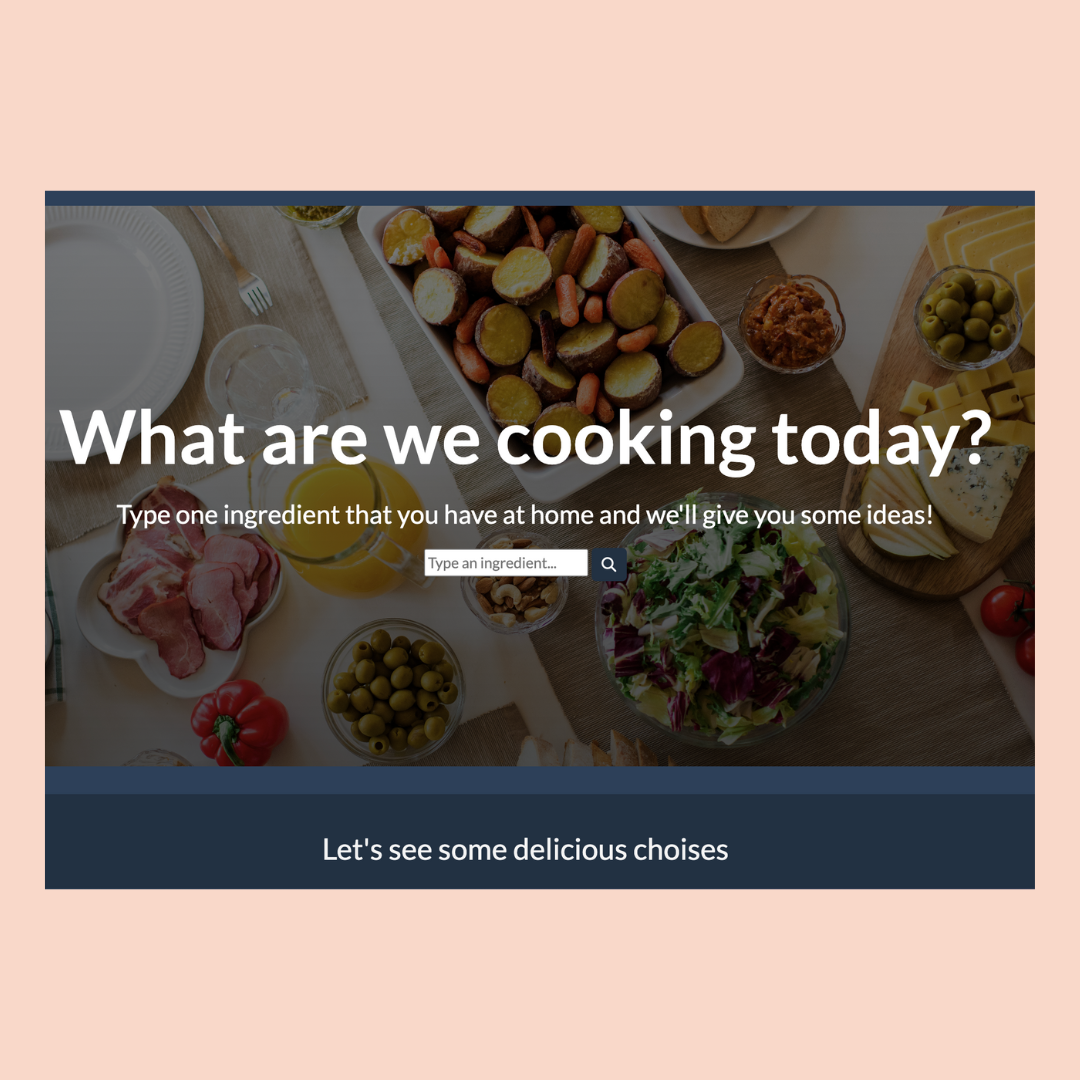 What are we cooking today?
Type one ingredient that you have at home and we'll give you some ideas!
Type an ingredient...
Let's see some delicious choises